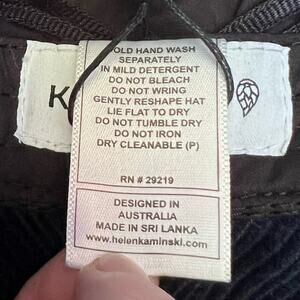 OLD HAND WASH
SEPARATELY
IN MILD DETERGENT
DO NOT BLEACH
DO NOT WRING
GENTLY RESHAPE HAT
LIE FLAT TO DRY
DO NOT TUMBLE DRY
DO NOT IRON
DRY CLEANABLE (P)
K
RN # 29219
DESIGNED IN
AUSTRALIA
MADE IN SRI LANKA
www.helenkaminski.com